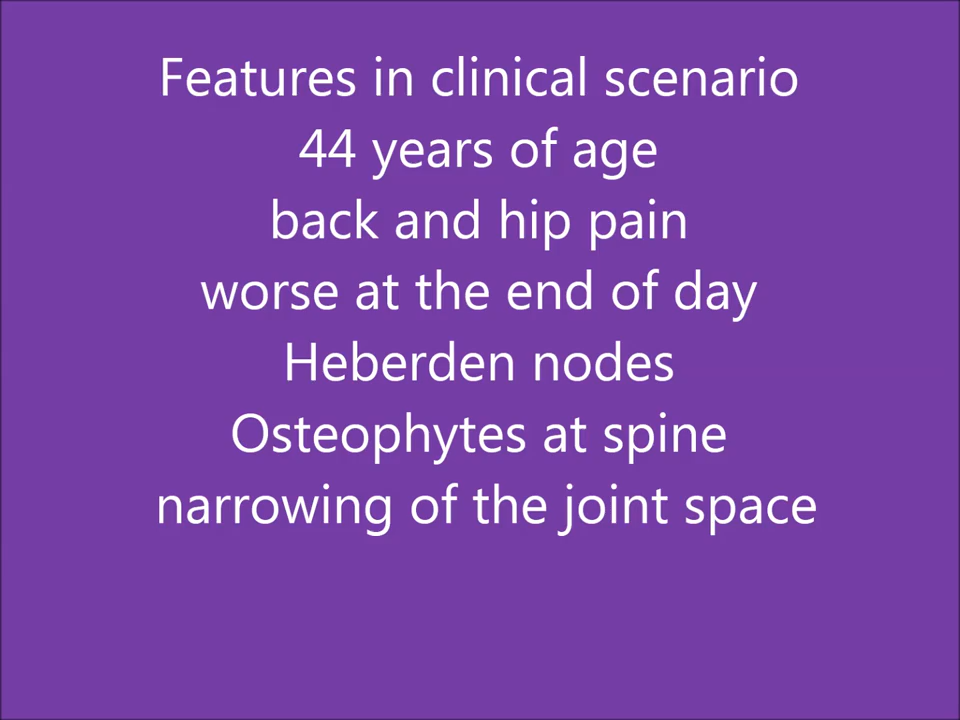 Features in clinical scenario
44 years of age
back and hip pain
worse at the end of day
Heberden nodes
Osteophytes at spine
narrowing of the joint space